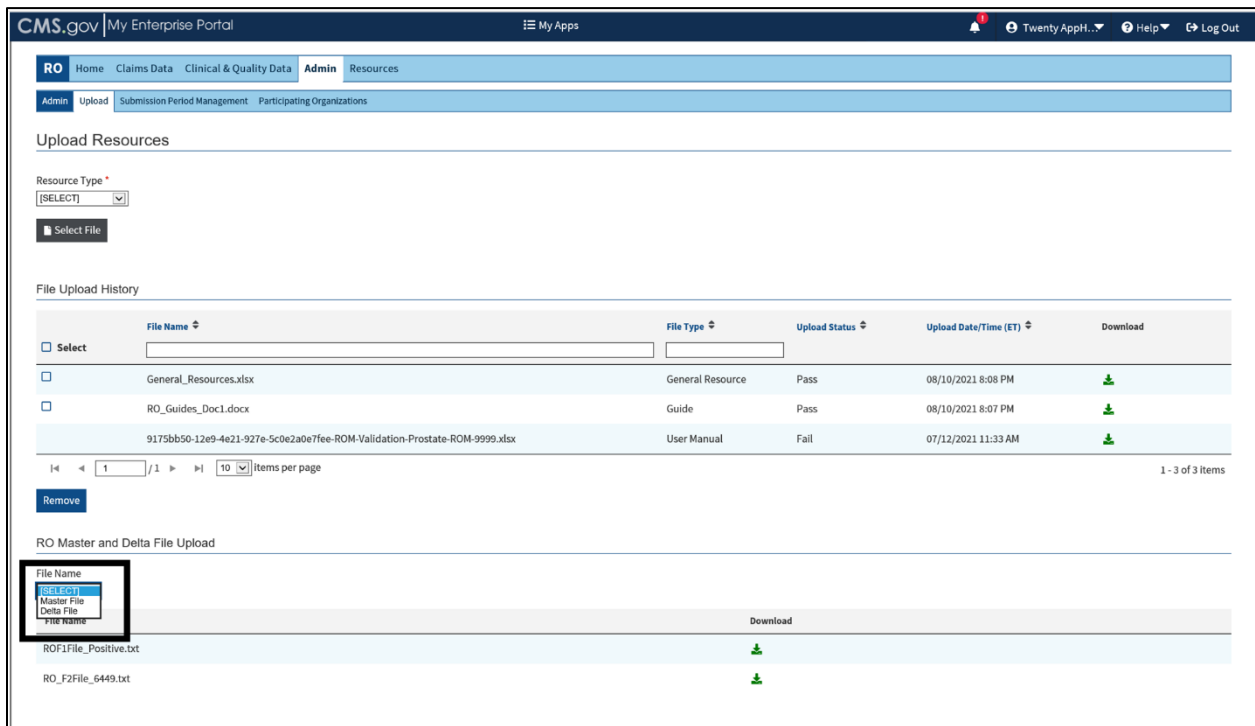 CMS.gov My Enterprise Portal My Apps 1 Twenty AppH.. Help Log Out
RO Home Claims Data Clinical & Quality Data Admin Resources
Admin Upload Submission Period Management Participating Organizations
Upload Resources
Resource Type *
[SELECT]
Select File
File Upload History
File Name File Type Upload Status Upload Date/Time (ET) Download
Select
General_Resources.xlsx General Resource Pass 08/10/2021 8:08 PM
RO_Guides_Doc1.docx Guide Pass 08/10/2021 8:07 PM
9175bb50-12e9-4e21-927e-5c0e2a0e7fee-ROM-Validation-Prostate-ROM-9999.xlsx User Manual Fail 07/12/2021 11:33 AM
1 / 1 10 items per page 1 - 3 of 3 items
Remove
RO Master and Delta File Upload
File Name
[SELECT]
Master File
Delta File
File Name Download
ROF1File_Positive.txt
RO_F2File_6449.txt